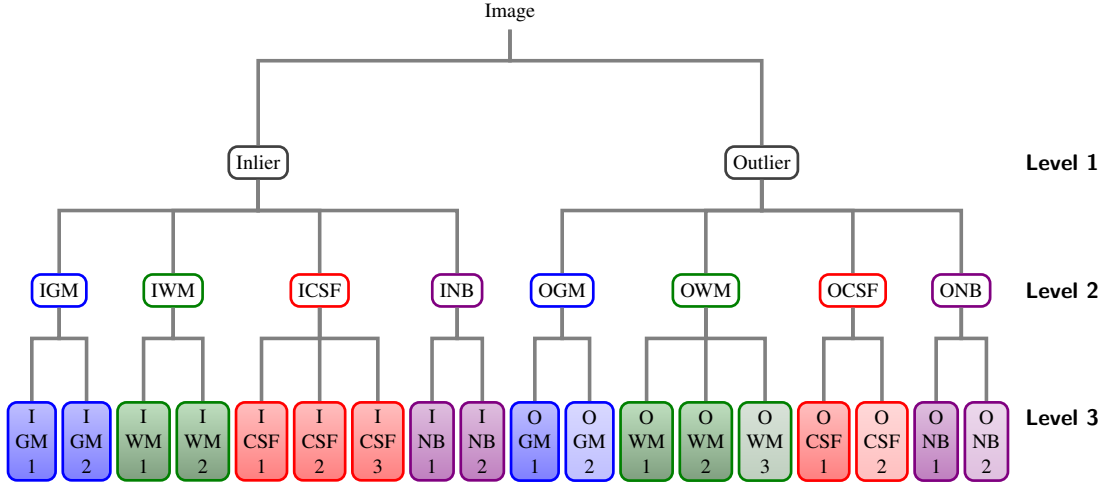 Image
Inlier
Outlier
Level 1
IGM
IWM
ICSF
INB
OGM
OWM
OCSF
ONB
Level 2
I
GM
1
I
GM
2
I
WM
1
I
WM
2
I
CSF
1
I
CSF
2
I
CSF
3
I
NB
1
I
NB
2
O
GM
1
O
GM
2
O
WM
1
O
WM
2
O
WM
3
O
CSF
1
O
CSF
2
O
NB
1
O
NB
2
Level 3